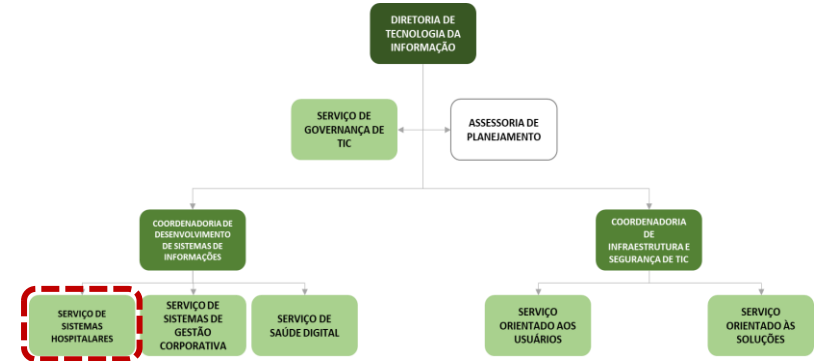 DIRETORIA DE
TECNOLOGIA DA
INFORMAÇÃO
SERVIÇO DE
GOVERNANÇA DE
TIC
ASSESSORIA DE
PLANEJAMENTO
COORDENADORIA DE
DESENVOLVIMENTO
DE SISTEMAS DE
INFORMAÇÕES
COORDENADORIA
DE
INFRAESTRUTURA E
SEGURANÇA DE TIC
SERVIÇO DE
SISTEMAS
HOSPITALARES
SERVIÇO DE
SISTEMAS DE
GESTÃO
CORPORATIVA
SERVIÇO DE
SAÚDE DIGITAL
SERVIÇO
ORIENTADO AOS
USUÁRIOS
SERVIÇO
ORIENTADO ÀS
SOLUÇÕES